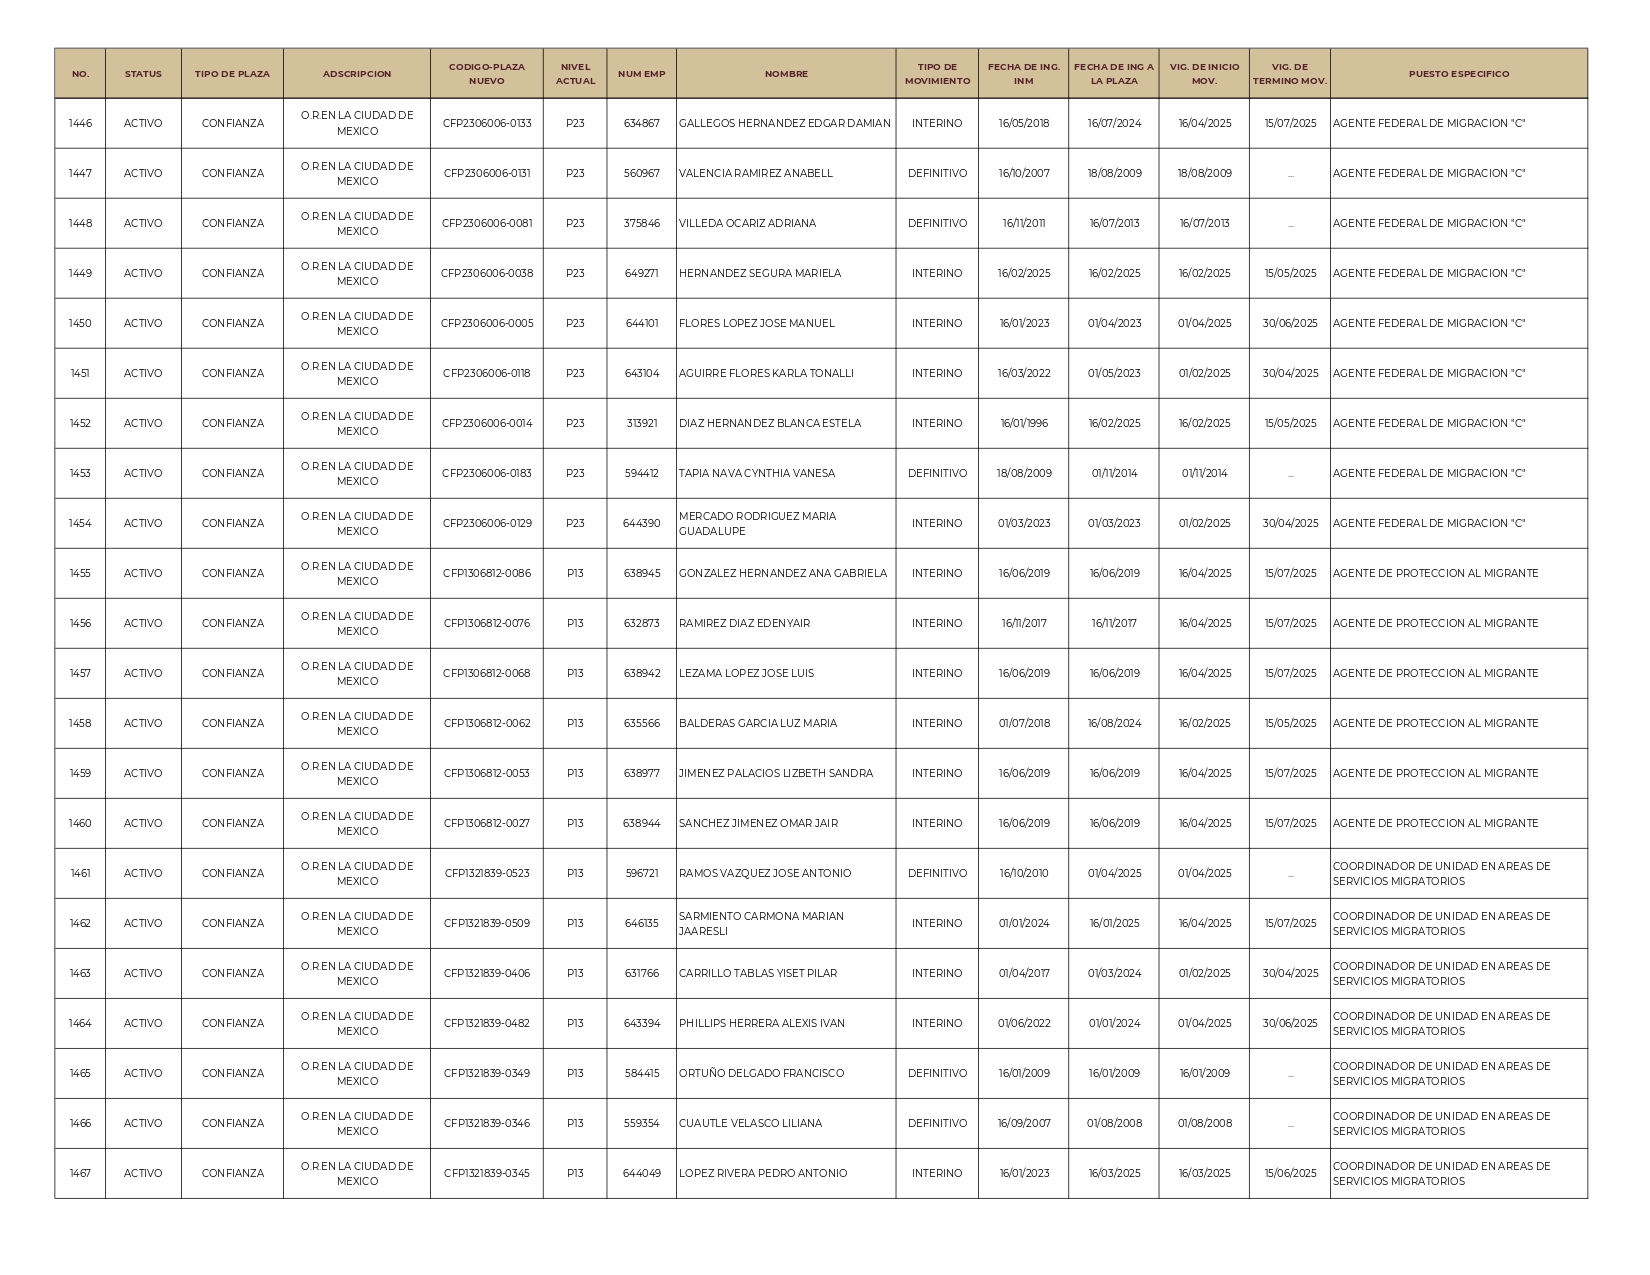 NO. STATUS TIPO DE PLAZA ADSCRIPCION CODIGO-PLAZA NUEVO NIVEL ACTUAL NUM EMP NOMBRE TIPO DE MOVIMIENTO FECHA DE ING. INM FECHA DE ING A LA PLAZA VIG. DE INICIO MOV. VIG. DE TERMINO MOV. PUESTO ESPECIFICO
1446 ACTIVO CONFIANZA O.R.EN LA CIUDAD DE MEXICO CFP2306006-0133 P23 634867 GALLEGOS HERNANDEZ EDGAR DAMIAN INTERINO 16/05/2018 16/07/2024 16/04/2025 15/07/2025 AGENTE FEDERAL DE MIGRACION "C"
1447 ACTIVO CONFIANZA O.R.EN LA CIUDAD DE MEXICO CFP2306006-0131 P23 560967 VALENCIA RAMIREZ ANABELL DEFINITIVO 16/10/2007 18/08/2009 18/08/2009 ... AGENTE FEDERAL DE MIGRACION "C"
1448 ACTIVO CONFIANZA O.R.EN LA CIUDAD DE MEXICO CFP2306006-0081 P23 375846 VILLEDA OCARIZ ADRIANA DEFINITIVO 16/11/2011 16/07/2013 16/07/2013 ... AGENTE FEDERAL DE MIGRACION "C"
1449 ACTIVO CONFIANZA O.R.EN LA CIUDAD DE MEXICO CFP2306006-0038 P23 649271 HERNANDEZ SEGURA MARIELA INTERINO 16/02/2025 16/02/2025 16/02/2025 15/05/2025 AGENTE FEDERAL DE MIGRACION "C"
1450 ACTIVO CONFIANZA O.R.EN LA CIUDAD DE MEXICO CFP2306006-0005 P23 644101 FLORES LOPEZ JOSE MANUEL INTERINO 16/01/2023 01/04/2023 01/04/2025 30/06/2025 AGENTE FEDERAL DE MIGRACION "C"
1451 ACTIVO CONFIANZA O.R.EN LA CIUDAD DE MEXICO CFP2306006-0118 P23 643104 AGUIRRE FLORES KARLA TONALLI INTERINO 16/03/2022 01/05/2023 01/02/2025 30/04/2025 AGENTE FEDERAL DE MIGRACION "C"
1452 ACTIVO CONFIANZA O.R.EN LA CIUDAD DE MEXICO CFP2306006-0014 P23 313921 DIAZ HERNANDEZ BLANCA ESTELA INTERINO 16/01/1996 16/02/2025 16/02/2025 15/05/2025 AGENTE FEDERAL DE MIGRACION "C"
1453 ACTIVO CONFIANZA O.R.EN LA CIUDAD DE MEXICO CFP2306006-0183 P23 594412 TAPIA NAVA CYNTHIA VANESA DEFINITIVO 18/08/2009 01/11/2014 01/11/2014 ... AGENTE FEDERAL DE MIGRACION "C"
1454 ACTIVO CONFIANZA O.R.EN LA CIUDAD DE MEXICO CFP2306006-0129 P23 644390 MERCADO RODRIGUEZ MARIA GUADALUPE INTERINO 01/03/2023 01/03/2023 01/02/2025 30/04/2025 AGENTE FEDERAL DE MIGRACION "C"
1455 ACTIVO CONFIANZA O.R.EN LA CIUDAD DE MEXICO CFP1306812-0086 P13 638945 GONZALEZ HERNANDEZ ANA GABRIELA INTERINO 16/06/2019 16/06/2019 16/04/2025 15/07/2025 AGENTE DE PROTECCION AL MIGRANTE
1456 ACTIVO CONFIANZA O.R.EN LA CIUDAD DE MEXICO CFP1306812-0076 P13 632873 RAMIREZ DIAZ EDENYAIR INTERINO 16/11/2017 16/11/2017 16/04/2025 15/07/2025 AGENTE DE PROTECCION AL MIGRANTE
1457 ACTIVO CONFIANZA O.R.EN LA CIUDAD DE MEXICO CFP1306812-0068 P13 638942 LEZAMA LOPEZ JOSE LUIS INTERINO 16/06/2019 16/06/2019 16/04/2025 15/07/2025 AGENTE DE PROTECCION AL MIGRANTE
1458 ACTIVO CONFIANZA O.R.EN LA CIUDAD DE MEXICO CFP1306812-0062 P13 635566 BALDERAS GARCIA LUZ MARIA INTERINO 01/07/2018 16/08/2024 16/02/2025 15/05/2025 AGENTE DE PROTECCION AL MIGRANTE
1459 ACTIVO CONFIANZA O.R.EN LA CIUDAD DE MEXICO CFP1306812-0053 P13 638977 JIMENEZ PALACIOS LIZBETH SANDRA INTERINO 16/06/2019 16/06/2019 16/04/2025 15/07/2025 AGENTE DE PROTECCION AL MIGRANTE
1460 ACTIVO CONFIANZA O.R.EN LA CIUDAD DE MEXICO CFP1306812-0027 P13 638944 SANCHEZ JIMENEZ OMAR JAIR INTERINO 16/06/2019 16/06/2019 16/04/2025 15/07/2025 AGENTE DE PROTECCION AL MIGRANTE
1461 ACTIVO CONFIANZA O.R.EN LA CIUDAD DE MEXICO CFP1321839-0523 P13 596721 RAMOS VAZQUEZ JOSE ANTONIO DEFINITIVO 16/10/2010 01/04/2025 01/04/2025 ... COORDINADOR DE UNIDAD EN AREAS DE SERVICIOS MIGRATORIOS
1462 ACTIVO CONFIANZA O.R.EN LA CIUDAD DE MEXICO CFP1321839-0509 P13 646135 SARMIENTO CARMONA MARIAN JAARESLI INTERINO 01/01/2024 16/01/2025 16/04/2025 15/07/2025 COORDINADOR DE UNIDAD EN AREAS DE SERVICIOS MIGRATORIOS
1463 ACTIVO CONFIANZA O.R.EN LA CIUDAD DE MEXICO CFP1321839-0406 P13 631766 CARRILLO TABLAS YISET PILAR INTERINO 01/04/2017 01/03/2024 01/02/2025 30/04/2025 COORDINADOR DE UNIDAD EN AREAS DE SERVICIOS MIGRATORIOS
1464 ACTIVO CONFIANZA O.R.EN LA CIUDAD DE MEXICO CFP1321839-0482 P13 643394 PHILLIPS HERRERA ALEXIS IVAN INTERINO 01/06/2022 01/01/2024 01/04/2025 30/06/2025 COORDINADOR DE UNIDAD EN AREAS DE SERVICIOS MIGRATORIOS
1465 ACTIVO CONFIANZA O.R.EN LA CIUDAD DE MEXICO CFP1321839-0349 P13 584415 ORTUÑO DELGADO FRANCISCO DEFINITIVO 16/01/2009 16/01/2009 16/01/2009 ... COORDINADOR DE UNIDAD EN AREAS DE SERVICIOS MIGRATORIOS
1466 ACTIVO CONFIANZA O.R.EN LA CIUDAD DE MEXICO CFP1321839-0346 P13 559354 CUAUTLE VELASCO LILIANA DEFINITIVO 16/09/2007 01/08/2008 01/08/2008 ... COORDINADOR DE UNIDAD EN AREAS DE SERVICIOS MIGRATORIOS
1467 ACTIVO CONFIANZA O.R.EN LA CIUDAD DE MEXICO CFP1321839-0345 P13 644049 LOPEZ RIVERA PEDRO ANTONIO INTERINO 16/01/2023 16/03/2025 16/03/2025 15/06/2025 COORDINADOR DE UNIDAD EN AREAS DE SERVICIOS MIGRATORIOS